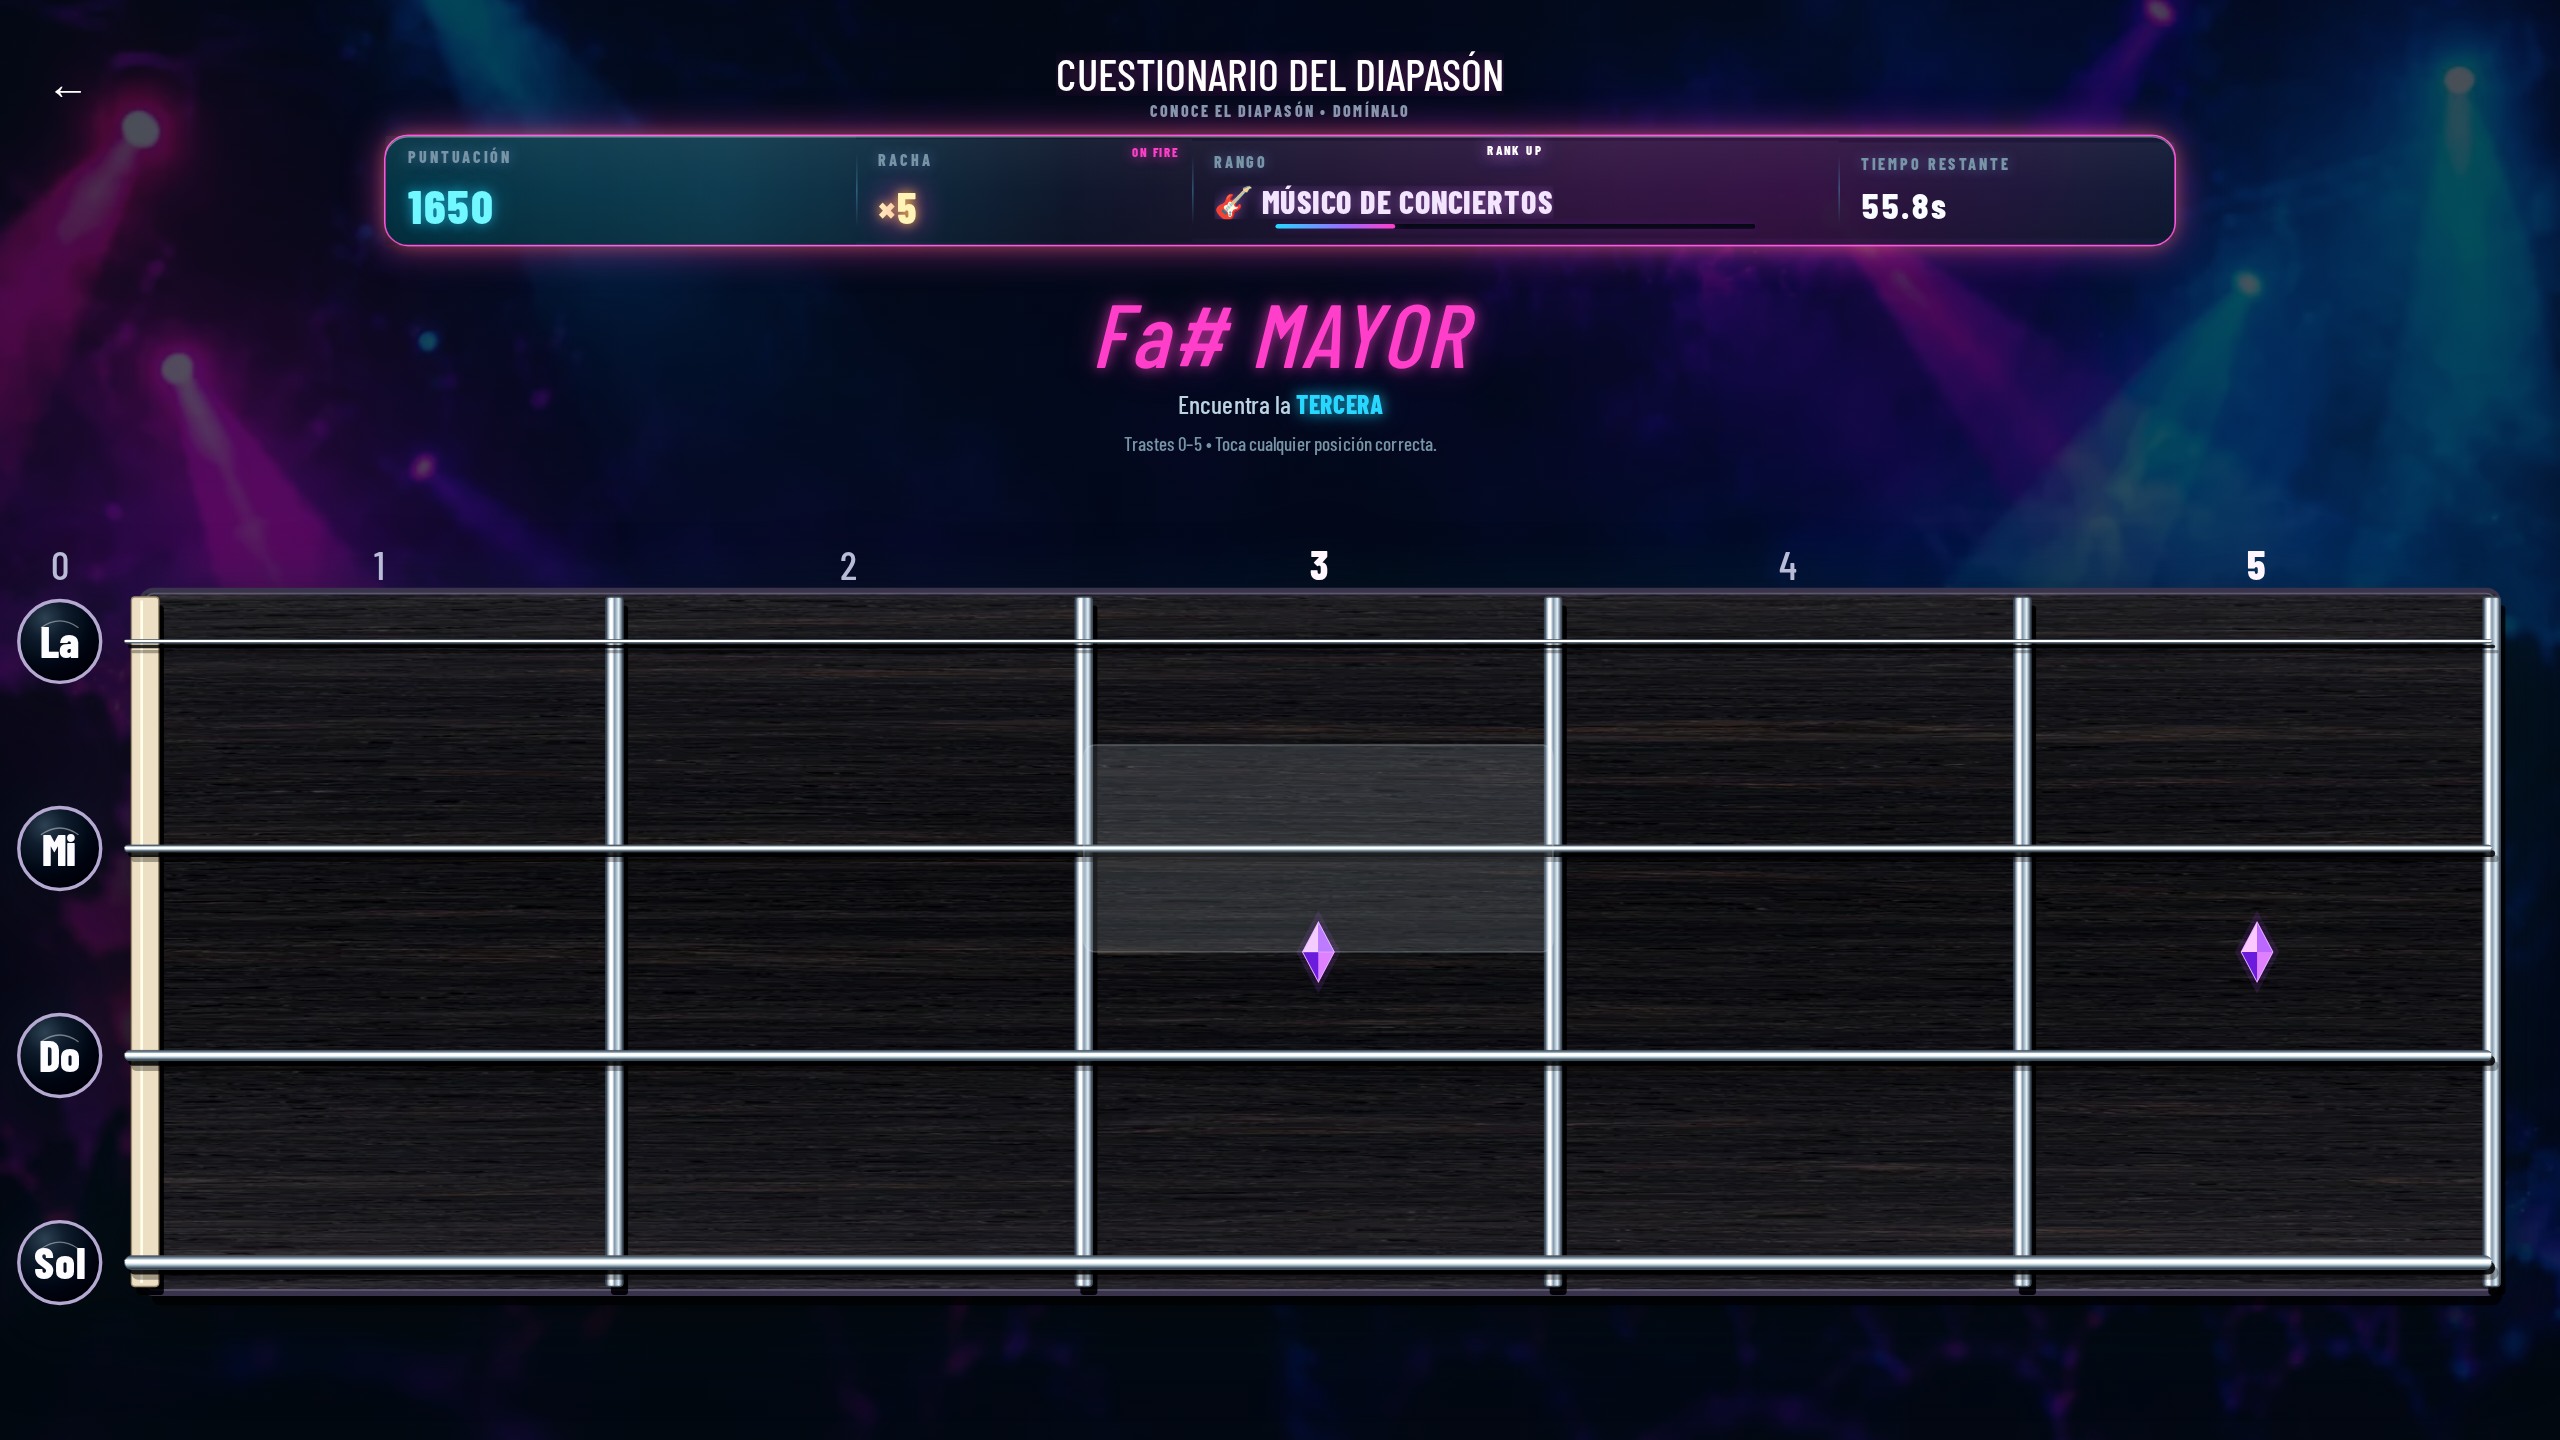 ←
CUESTIONARIO DEL DIAPASÓN
CONOCE EL DIAPASÓN • DOMÍNALO
PUNTUACIÓN
1650
RACHA
×5
ON FIRE
RANGO
RANK UP
MÚSICO DE CONCIERTOS
TIEMPO RESTANTE
55.8s
Fa# MAYOR
Encuentra la TERCERA
Trastes 0-5 • Toca cualquier posición correcta.
0 1 2 3 4 5
La
Mi
Do
Sol